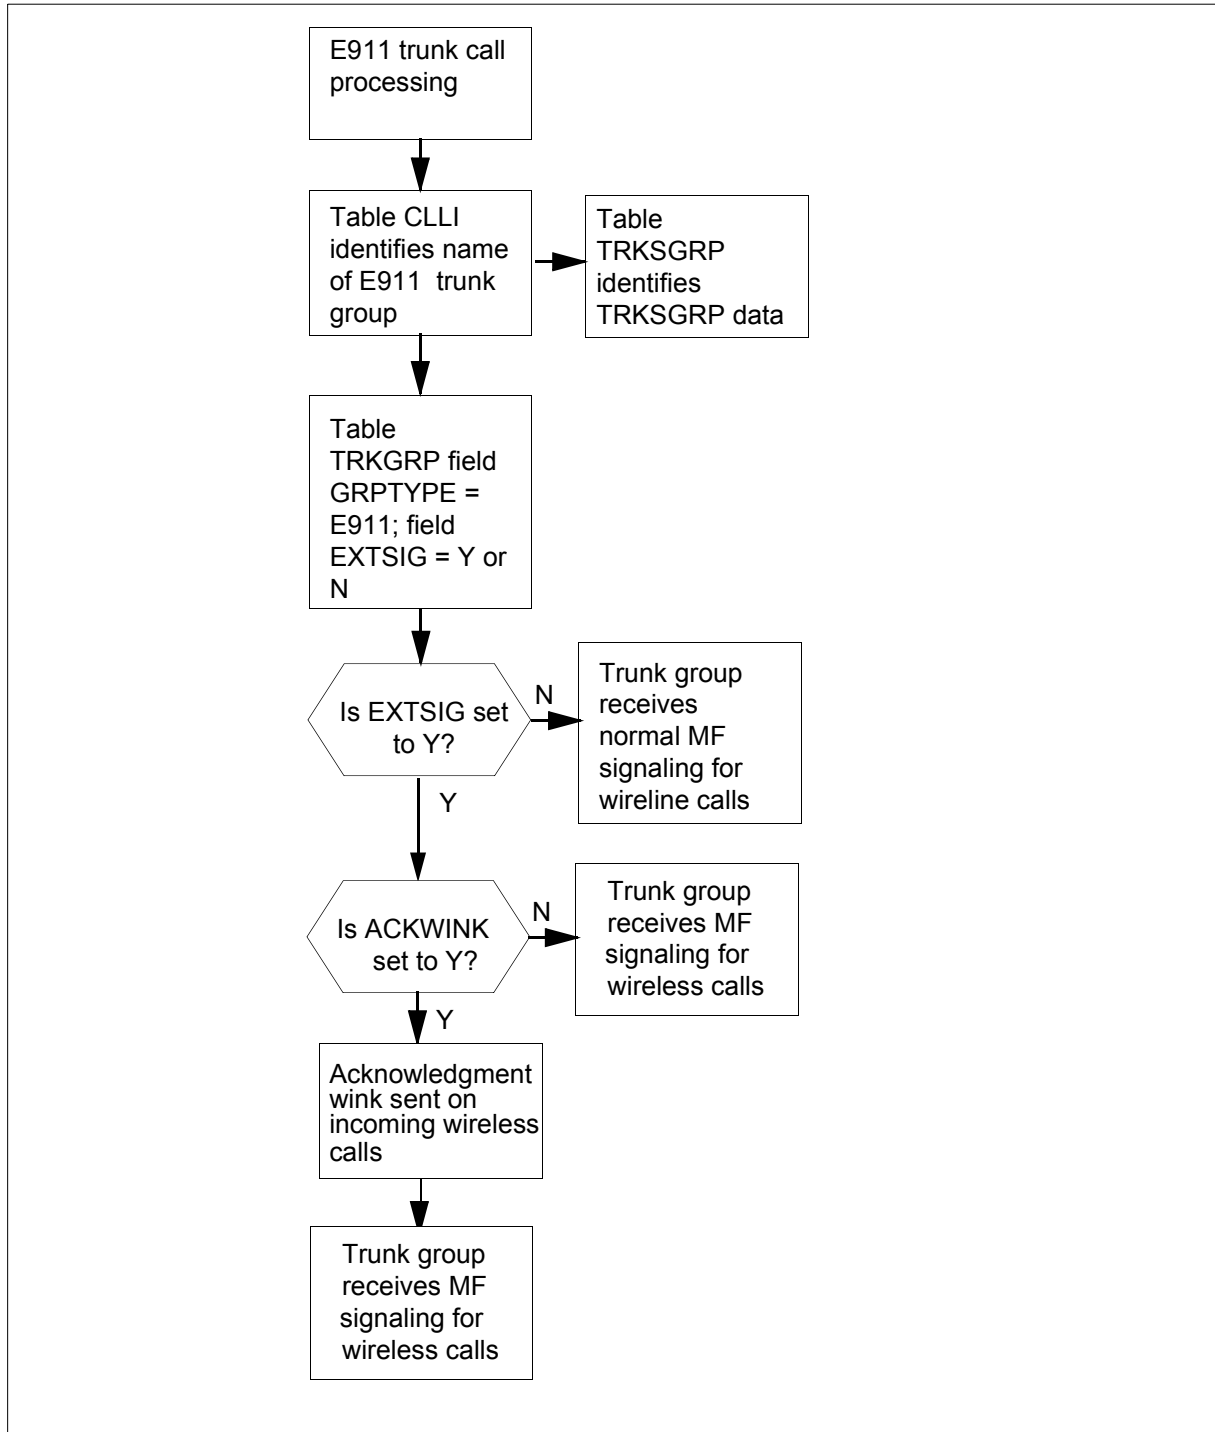 E911 trunk call
processing
Table CLLI
identifies name
of E911 trunk
group
Table
TRKSGRP
identifies
TRKSGRP data
Table
TRKGRP field
GRPTYPE =
E911; field
EXTSIG = Y or
N
Is EXTSIG set
to Y?
N
Trunk group
receives
normal MF
signaling for
wireline calls
Y
Is ACKWINK
set to Y?
N
Trunk group
receives MF
signaling for
wireless calls
Y
Acknowledgment
wink sent on
incoming wireless
calls
Trunk group
receives MF
signaling for
wireless calls